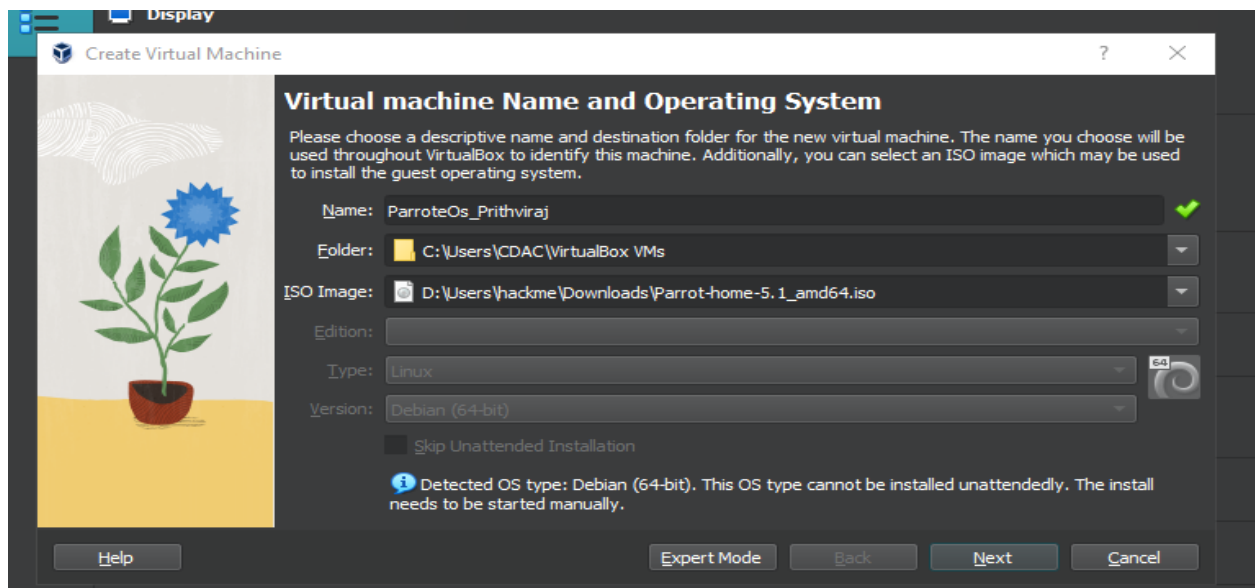 Display
Create Virtual Machine
?
Virtual machine Name and Operating System
Please choose a descriptive name and destination folder for the new virtual machine. The name you choose will be
used throughout VirtualBox to identify this machine. Additionally, you can select an ISO image which may be used
to install the guest operating system.
Name: ParroteOs_Prithviraj
Folder: C:\Users\CDAC\VirtualBox VMs
ISO Image: D:\Users\hackme\Downloads\Parrot-home-5.1_amd64.iso
Edition:
Type: Linux
64
Version: Debian (64-bit)
Skip Unattended Installation
Detected OS type: Debian (64-bit). This OS type cannot be installed unattendedly. The install
needs to be started manually.
Help Expert Mode Back Next Cancel